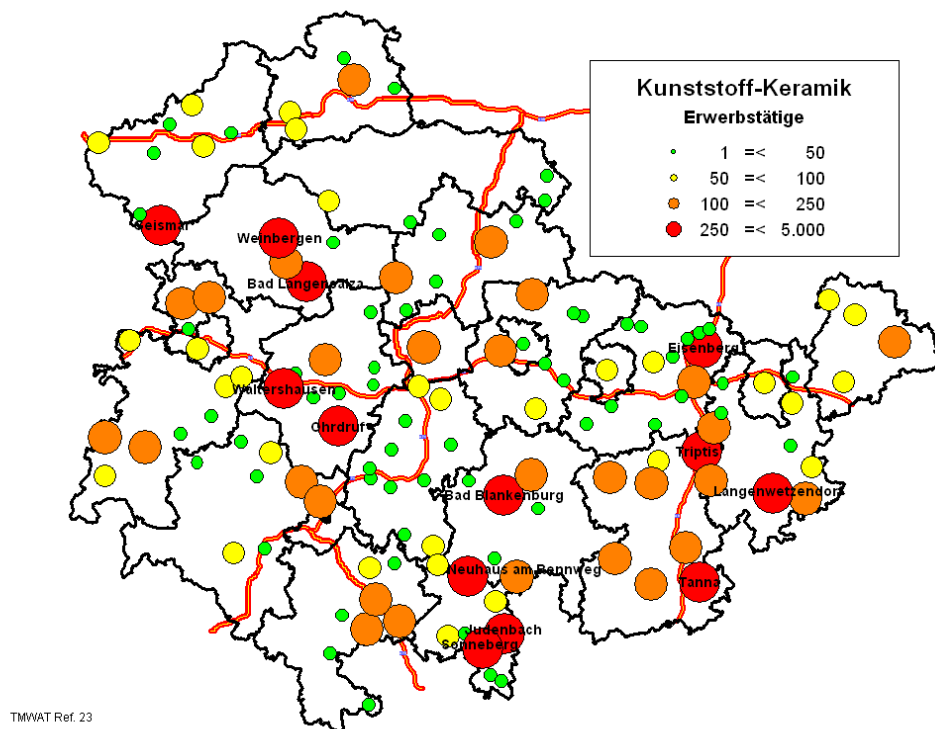 Kunststoff-Keramik
Erwerbstätige
1 =< 50
50 =< 100
100 =< 250
250 =< 5.000
Geismar
Weinbergen
Bad Langensalza
Eisenberg
Waltershausen
Ohrdruf
Triptis
Bad Blankenburg
Langenwetzendorf
Neuhaus am Rennweg
Tanna
Judenbach
Sonneberg
TMWAT Ref. 23